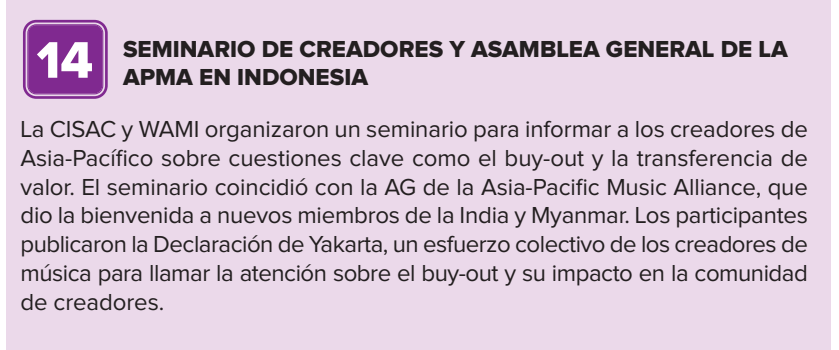 14
SEMINARIO DE CREADORES Y ASAMBLEA GENERAL DE LA
APMA EN INDONESIA
La CISAC y WAMI organizaron un seminario para informar a los creadores de
Asia-Pacífico sobre cuestiones clave como el buy-out y la transferencia de
valor. El seminario coincidió con la AG de la Asia-Pacific Music Alliance, que
dio la bienvenida a nuevos miembros de la India y Myanmar. Los participantes
publicaron la Declaración de Yakarta, un esfuerzo colectivo de los creadores de
música para llamar la atención sobre el buy-out y su impacto en la comunidad
de creadores.